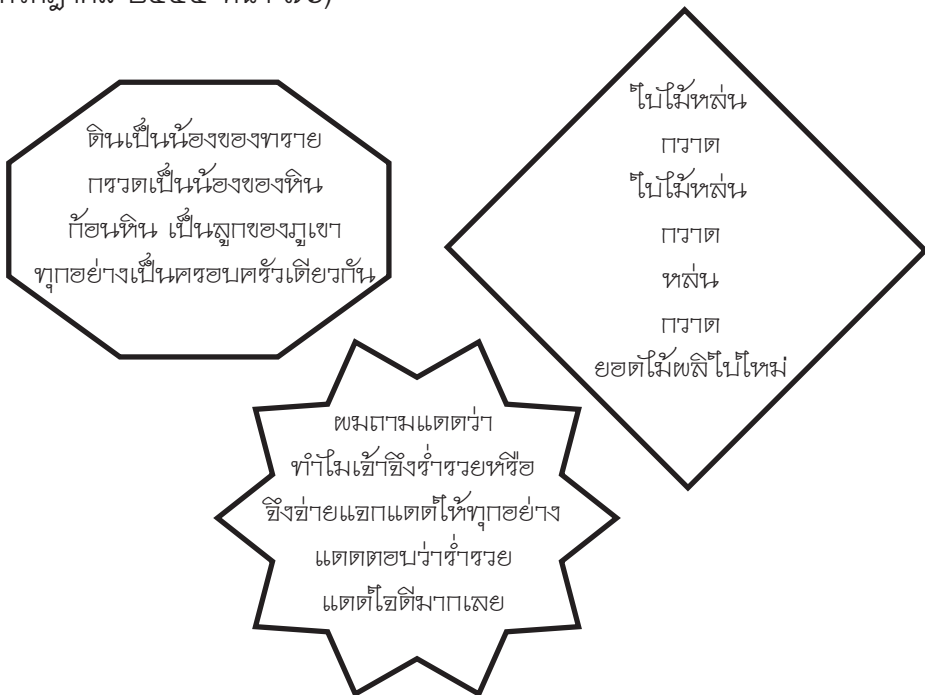 ๒๕๔๔ หน้า
ดินเป็นน้องของทราย
กรวดเป็นน้องของหิน
ก้อนหิน เป็นลูกของภูเขา
ทุกอย่างเป็นครอบครัวเดียวกัน
ใบไม้หล่น
กวาด
ใบไม้หล่น
กวาด
หล่น
กวาด
ยอดไม้ผลิใบใหม่
ผมถามแดดว่า
ทำไมเจ้าจึงร่ำรวยหรือ
จึงจ่ายแจกแดดให้ทุกอย่าง
แดดตอบว่าร่ำรวย
แดดใจดีมากเลย